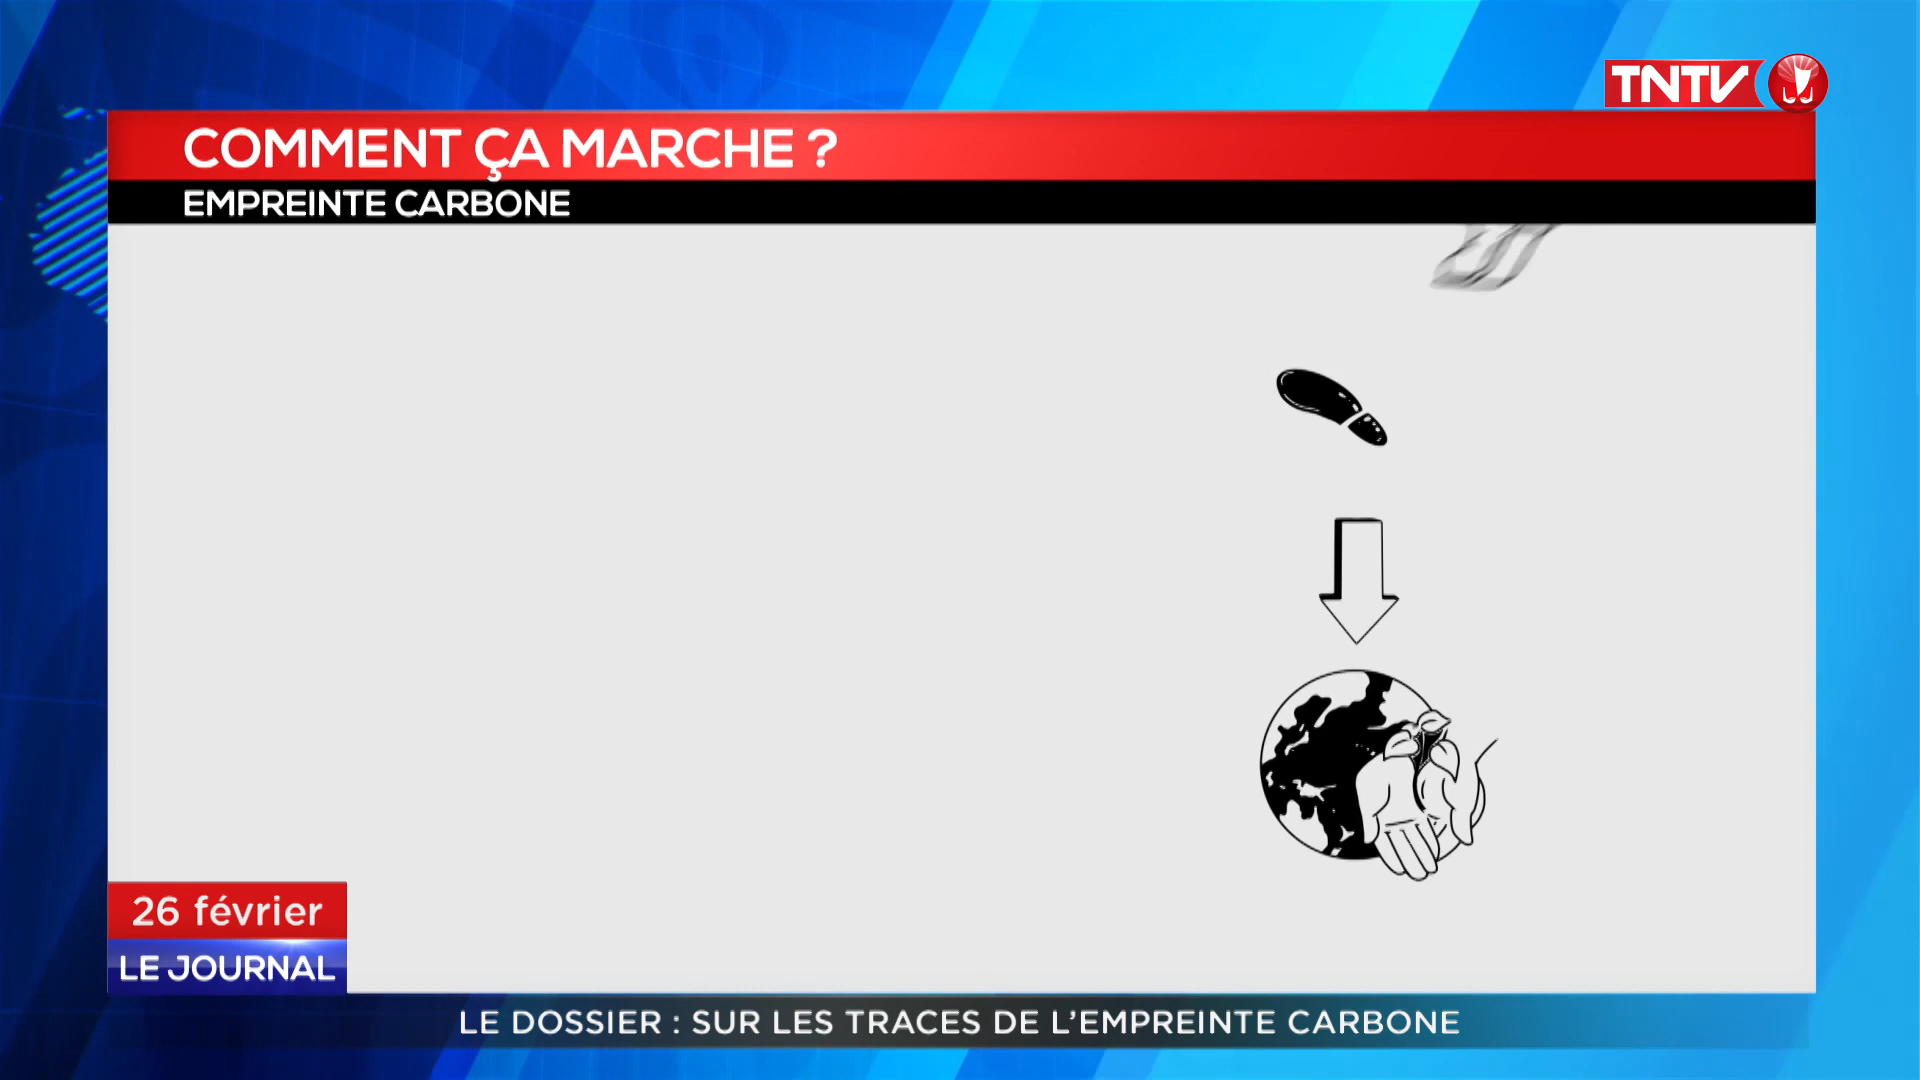 TNTV
COMMENT ÇA MARCHE ?
EMPREINTE CARBONE
26 février
LE JOURNAL
LE DOSSIER : SUR LES TRACES DE L'EMPREINTE CARBONE